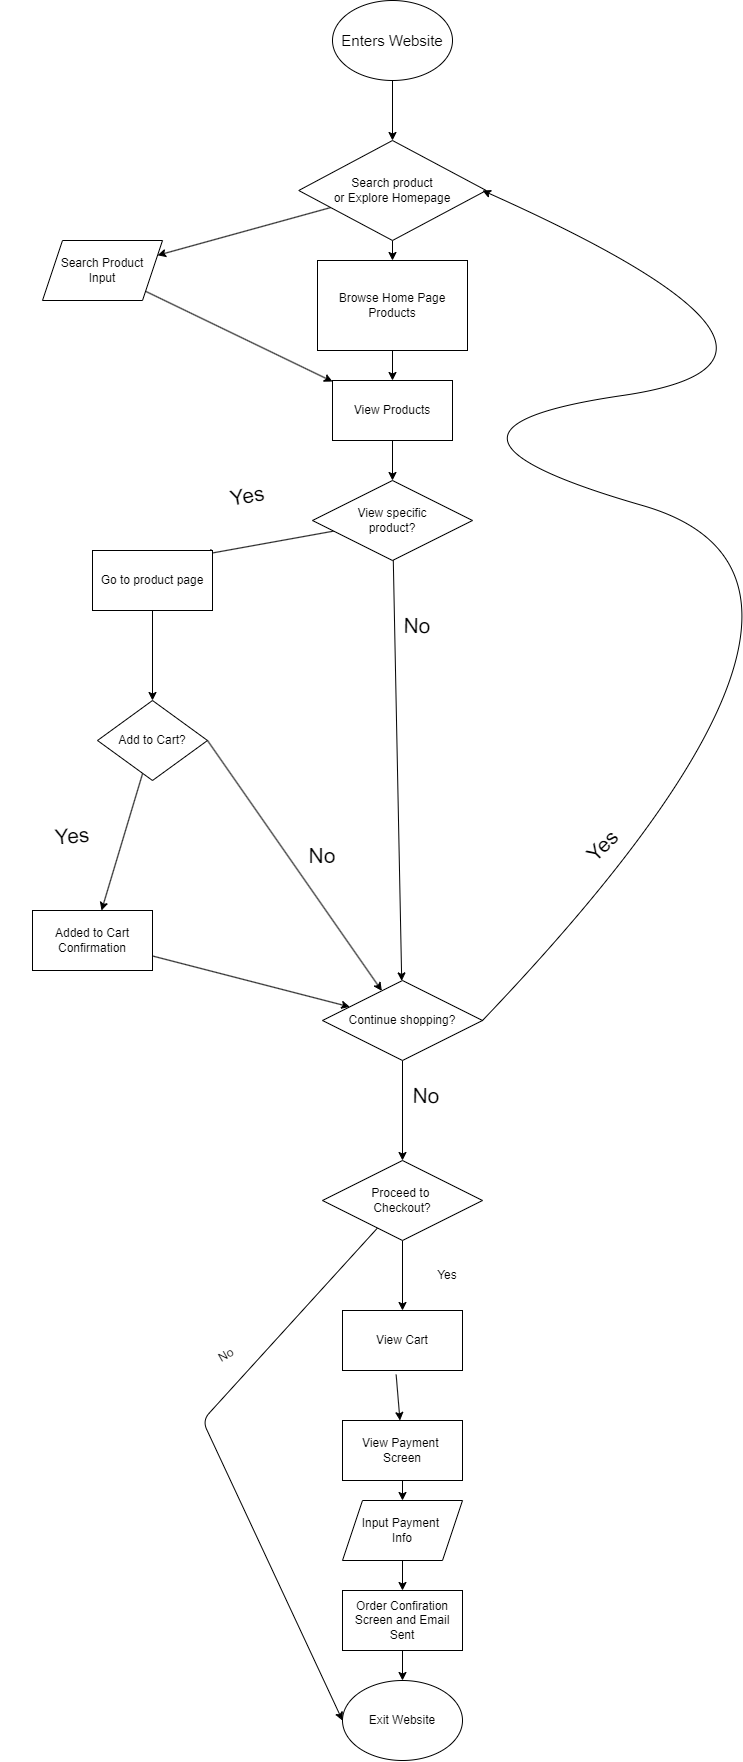 Enters Website
Search product
or Explore Homepage
Search Product
Input
Browse Home Page
Products
View Products
Yes
View specific
product?
Go to product page
No
Add to Cart?
Yes
No
Yes
Added to Cart
Confirmation
Continue shopping?
No
Proceed to
Checkout?
Yes
View Cart
No
View Payment
Screen
Input Payment
Info
Order Confiration
Screen and Email
Sent
Exit Website